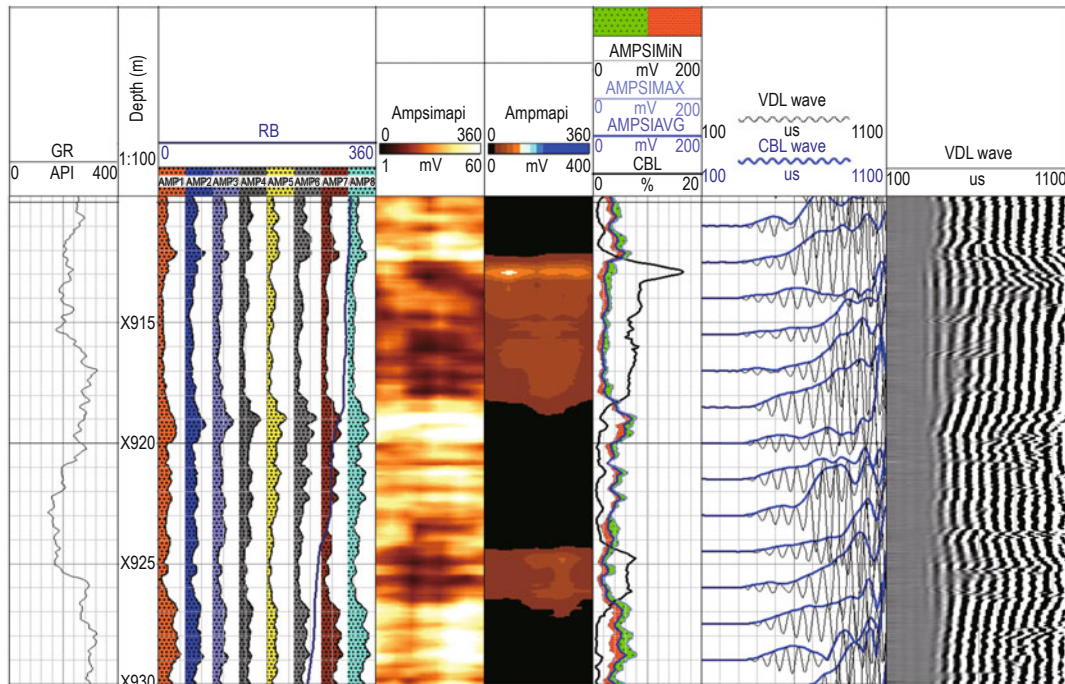 GR
0 API 400
Depth (m)
1:100
X915
X920
X925
X930
RB
0 360
AMP1 AMP2 AMP3 AMP4 AMP5 AMP6 AMP7 AMP8
Ampsimapi
0 360
1 mV 60
Ampmapi
0 360
0 mV 400
AMPSIMiN
0 mV 200
AMPSIMAX
0 mV 200
AMPSIAVG
0 mV 200
CBL
0 % 20
VDL wave
100 us 1100
CBL wave
100 us 1100
VDL wave
100 us 1100